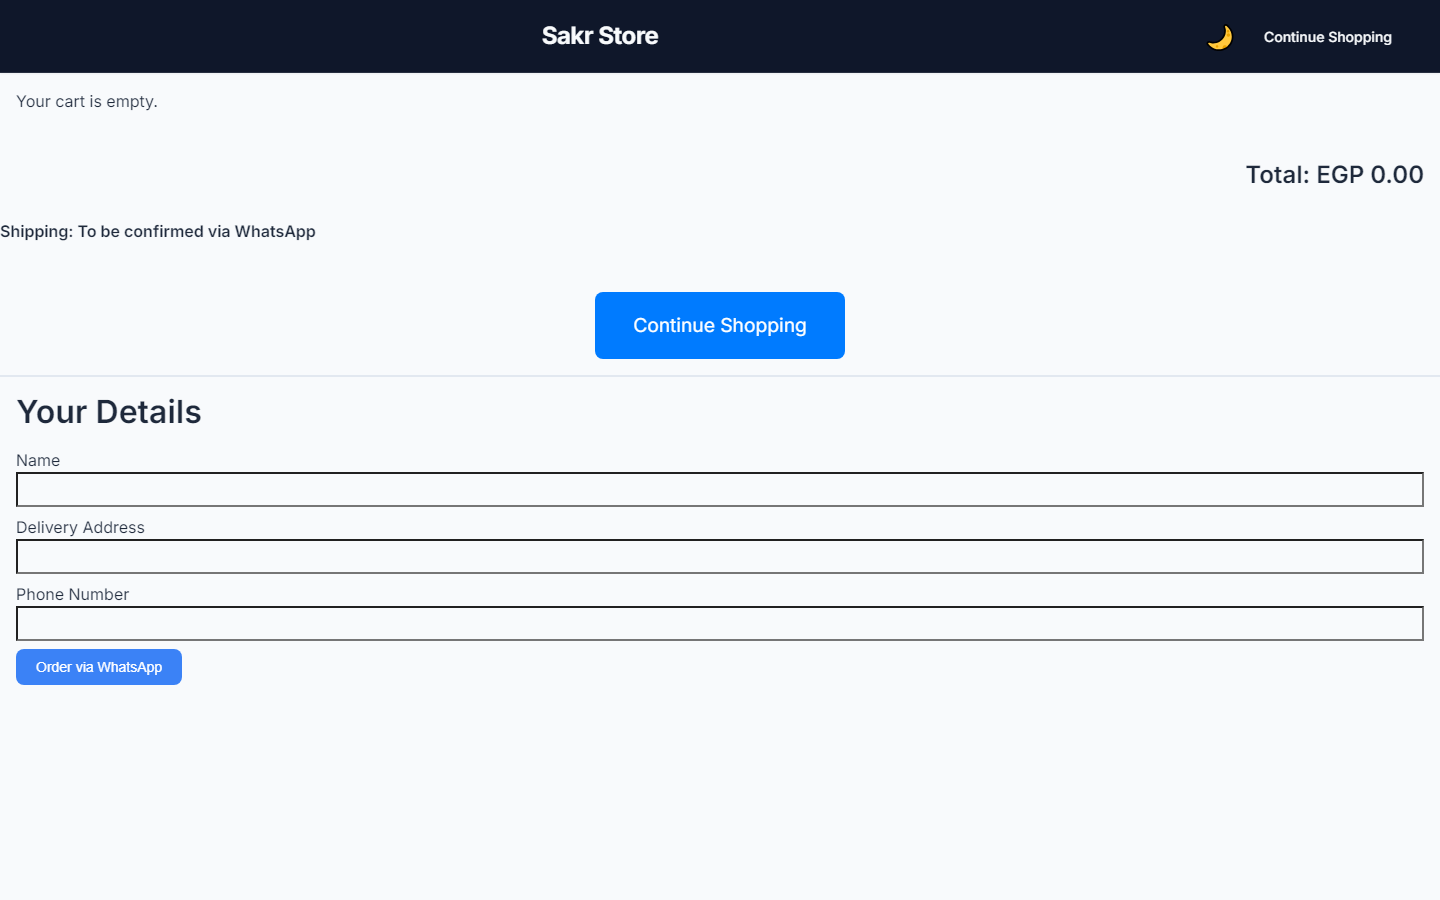 Sakr Store
Continue Shopping
Your cart is empty.
Total: EGP 0.00
Shipping: To be confirmed via WhatsApp
Continue Shopping
Your Details
Name
Delivery Address
Phone Number
Order via WhatsApp